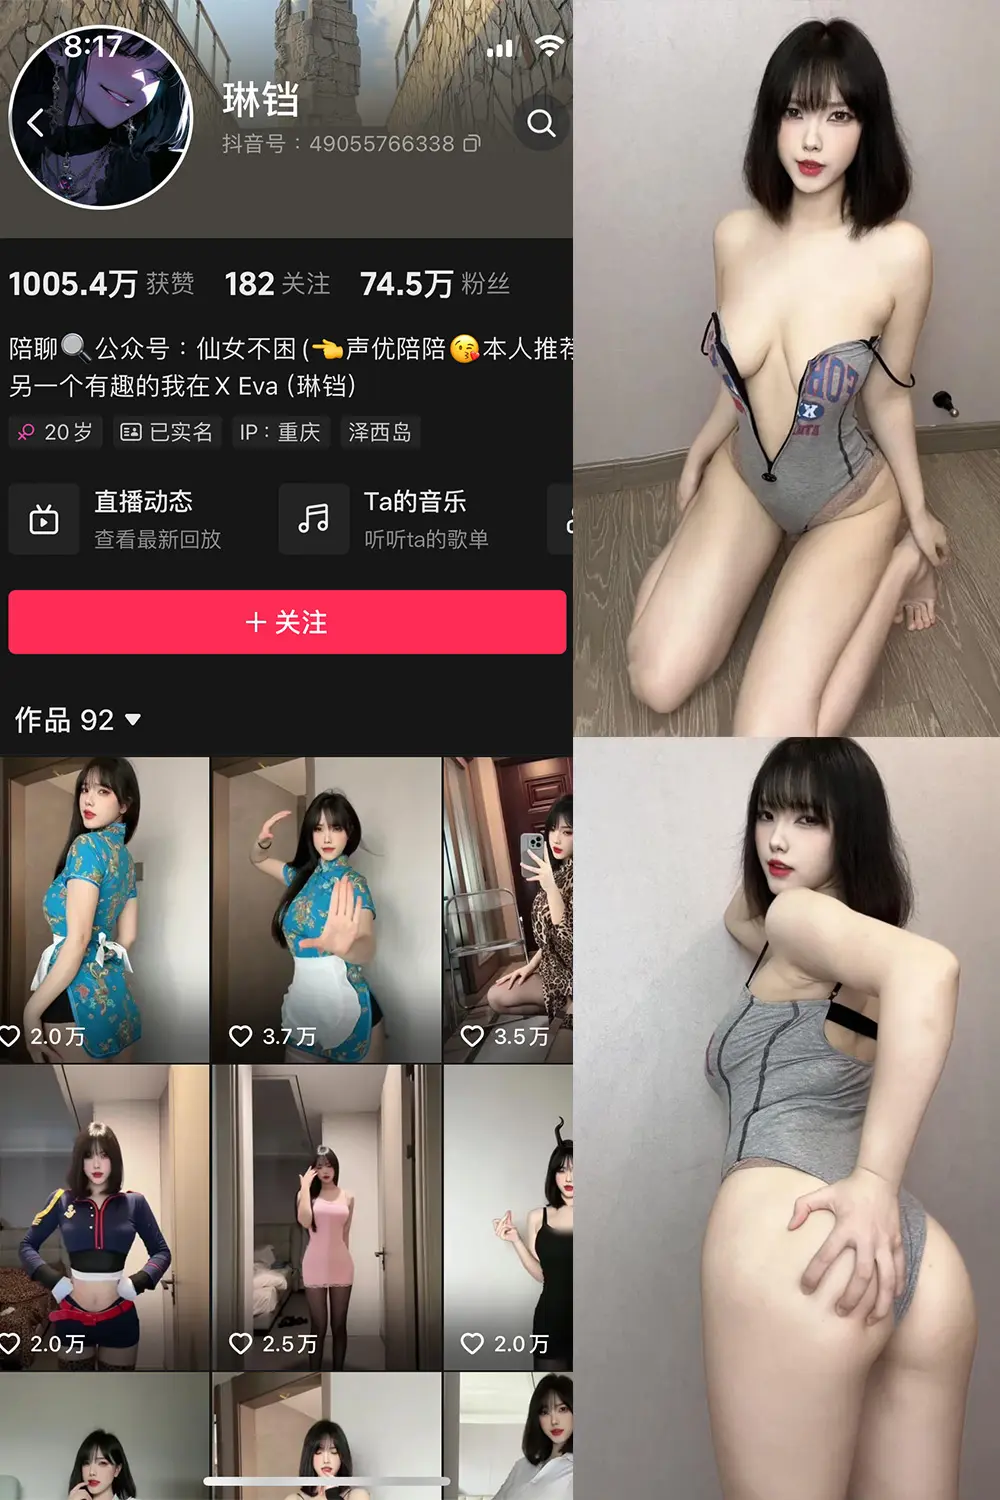 8:17
琳铛
抖音号：49055766338
1005.4万 获赞 182 关注 74.5万 粉丝
陪聊🔍公众号：仙女不困(👈声优陪陪😘本人推荐
另一个有趣的我在X Eva (琳铛)
20岁 已实名 IP：重庆 泽西岛
直播动态
查看最新回放
Ta的音乐
听听ta的歌单
＋关注
作品 92
2.0万 3.7万 3.5万
2.0万 2.5万 2.0万